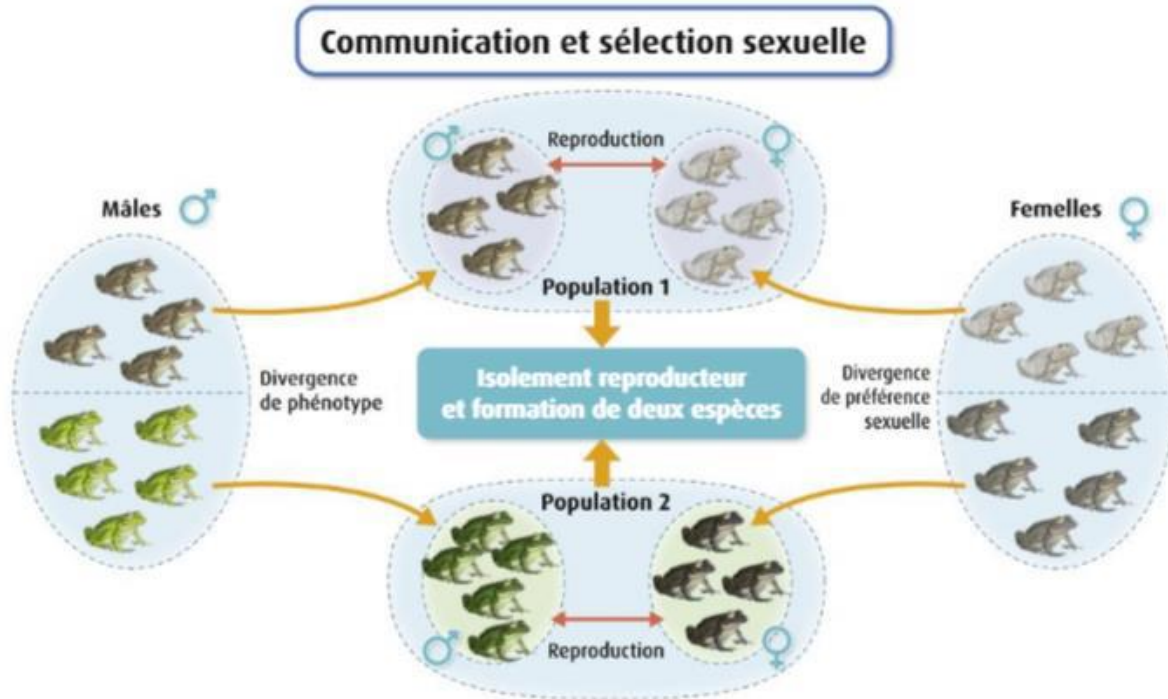 Communication et sélection sexuelle
Reproduction
Mâles
Femelles
Population 1
Divergence
de phénotype
Isolement reproducteur
et formation de deux espèces
Divergence
de préférence
sexuelle
Population 2
Reproduction